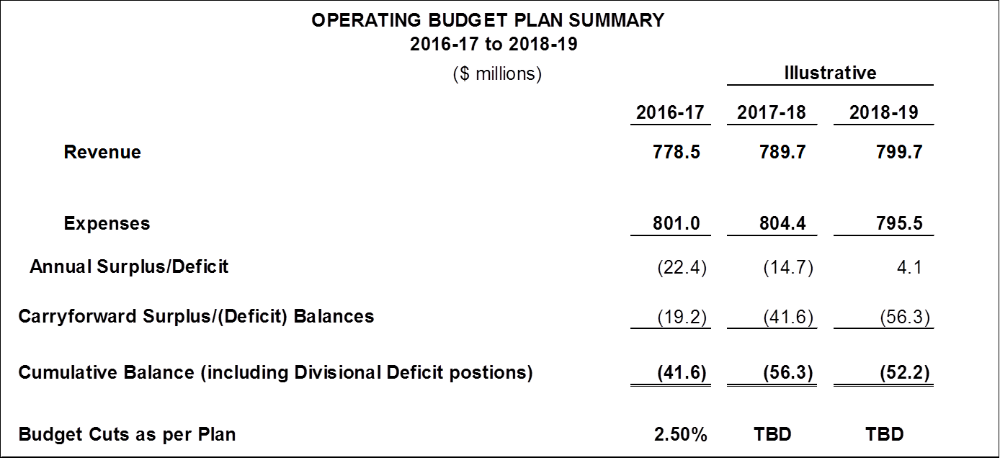 OPERATING BUDGET PLAN SUMMARY
2016-17 to 2018-19
($ millions) Illustrative
2016-17 2017-18 2018-19
Revenue 778.5 789.7 799.7
Expenses 801.0 804.4 795.5
Annual Surplus/Deficit (22.4) (14.7) 4.1
Carryforward Surplus/(Deficit) Balances (19.2) (41.6) (56.3)
Cumulative Balance (including Divisional Deficit postions) (41.6) (56.3) (52.2)
Budget Cuts as per Plan 2.50% TBD TBD